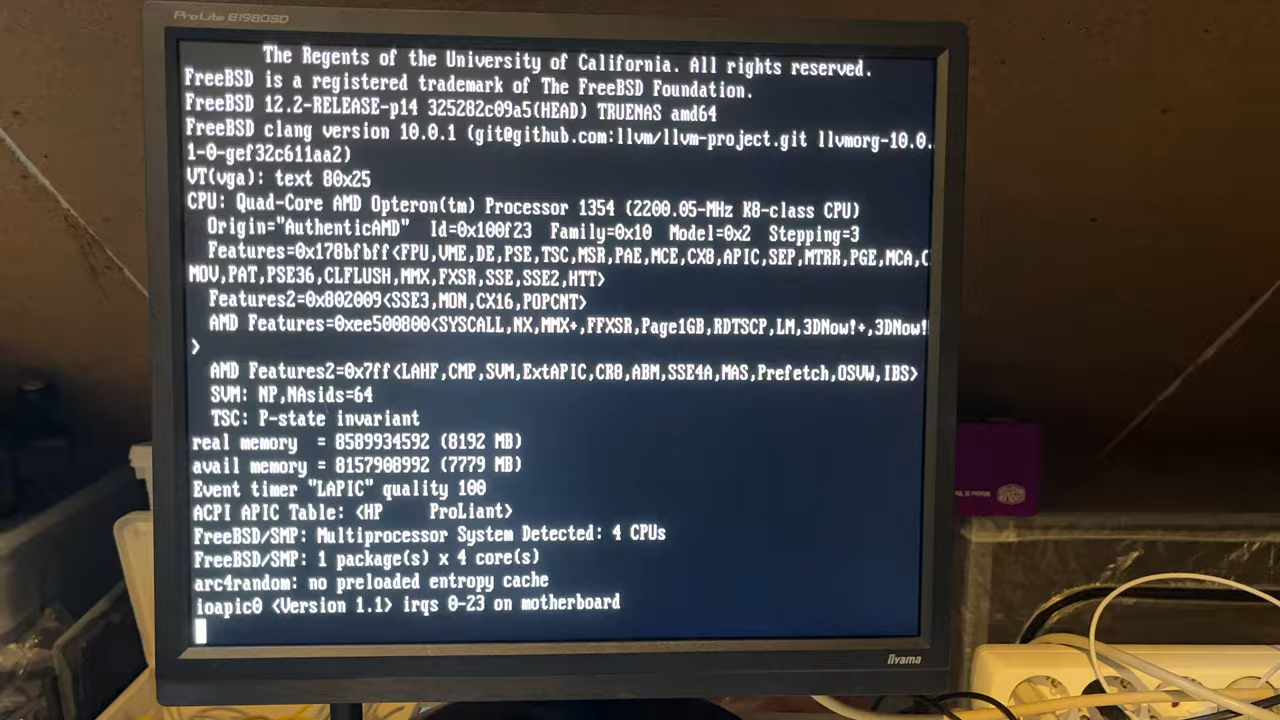 ProLite B1980SD
The Regents of the University of California. All rights reserved.
FreeBSD is a registered trademark of The FreeBSD Foundation.
FreeBSD 12.2-RELEASE-p14 325282c09a5(HEAD) TRUENAS amd64
FreeBSD clang version 10.0.1 (git@github.com:llvm/llvm-project.git llvmorg-10.0.
1-0-gef32c611aa2)
VT(vga): text 80x25
CPU: Quad-Core AMD Opteron(tm) Processor 1354 (2200.05-MHz K8-class CPU)
Origin="AuthenticAMD" Id=0x100f23 Family=0x10 Model=0x2 Stepping=3
Features=0x178bfbff<FPU,VME,DE,PSE,TSC,MSR,PAE,MCE,CX8,APIC,SEP,MTRR,PGE,MCA,C
MOV,PAT,PSE36,CLFLUSH,MMX,FXSR,SSE,SSE2,HTT>
Features2=0x802009<SSE3,MON,CX16,POPCNT>
AMD Features=0xee500800<SYSCALL,NX,MMX+,FFXSR,Page1GB,RDTSCP,LM,3DNow!+,3DNow!
>
AMD Features2=0x7ff<LAHF,CMP,SVM,ExtAPIC,CR8,ABM,SSE4A,MAS,Prefetch,OSVW,IBS>
SVM: NP,NAsids=64
TSC: P-state invariant
real memory = 8589934592 (8192 MB)
avail memory = 8157908992 (7779 MB)
Event timer "LAPIC" quality 100
ACPI APIC Table: <HP ProLiant>
FreeBSD/SMP: Multiprocessor System Detected: 4 CPUs
FreeBSD/SMP: 1 package(s) x 4 core(s)
arc4random: no preloaded entropy cache
ioapic0 <Version 1.1> irqs 0-23 on motherboard
iiyama